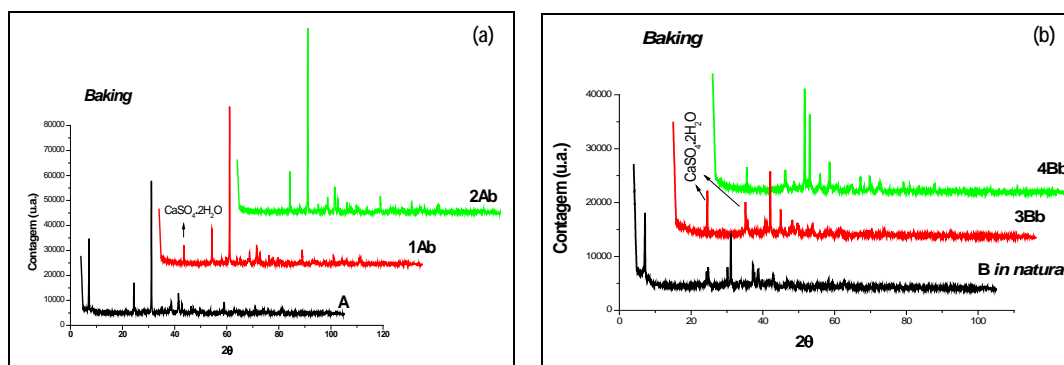 (a)
Baking
Contagem (u.a.)
80000
70000
60000
50000
40000
30000
20000
10000
0
CaSO₄.2H₂O
2Ab
1Ab
A
0 20 40 60 80 100 120
2θ
(b)
Baking
Contagem (u.a.)
40000
30000
20000
10000
0
CaSO₄.2H₂O
4Bb
3Bb
B in natura
0 20 40 60 80 100
2θ